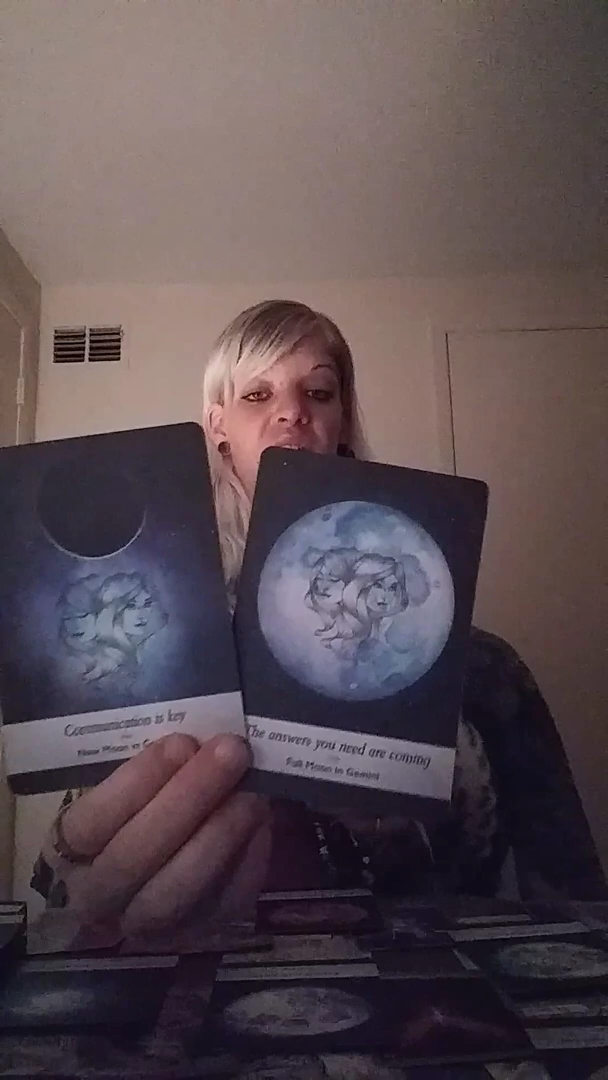 Communication is key
New Moon in
The answers you need are coming
Full Moon in Gemini